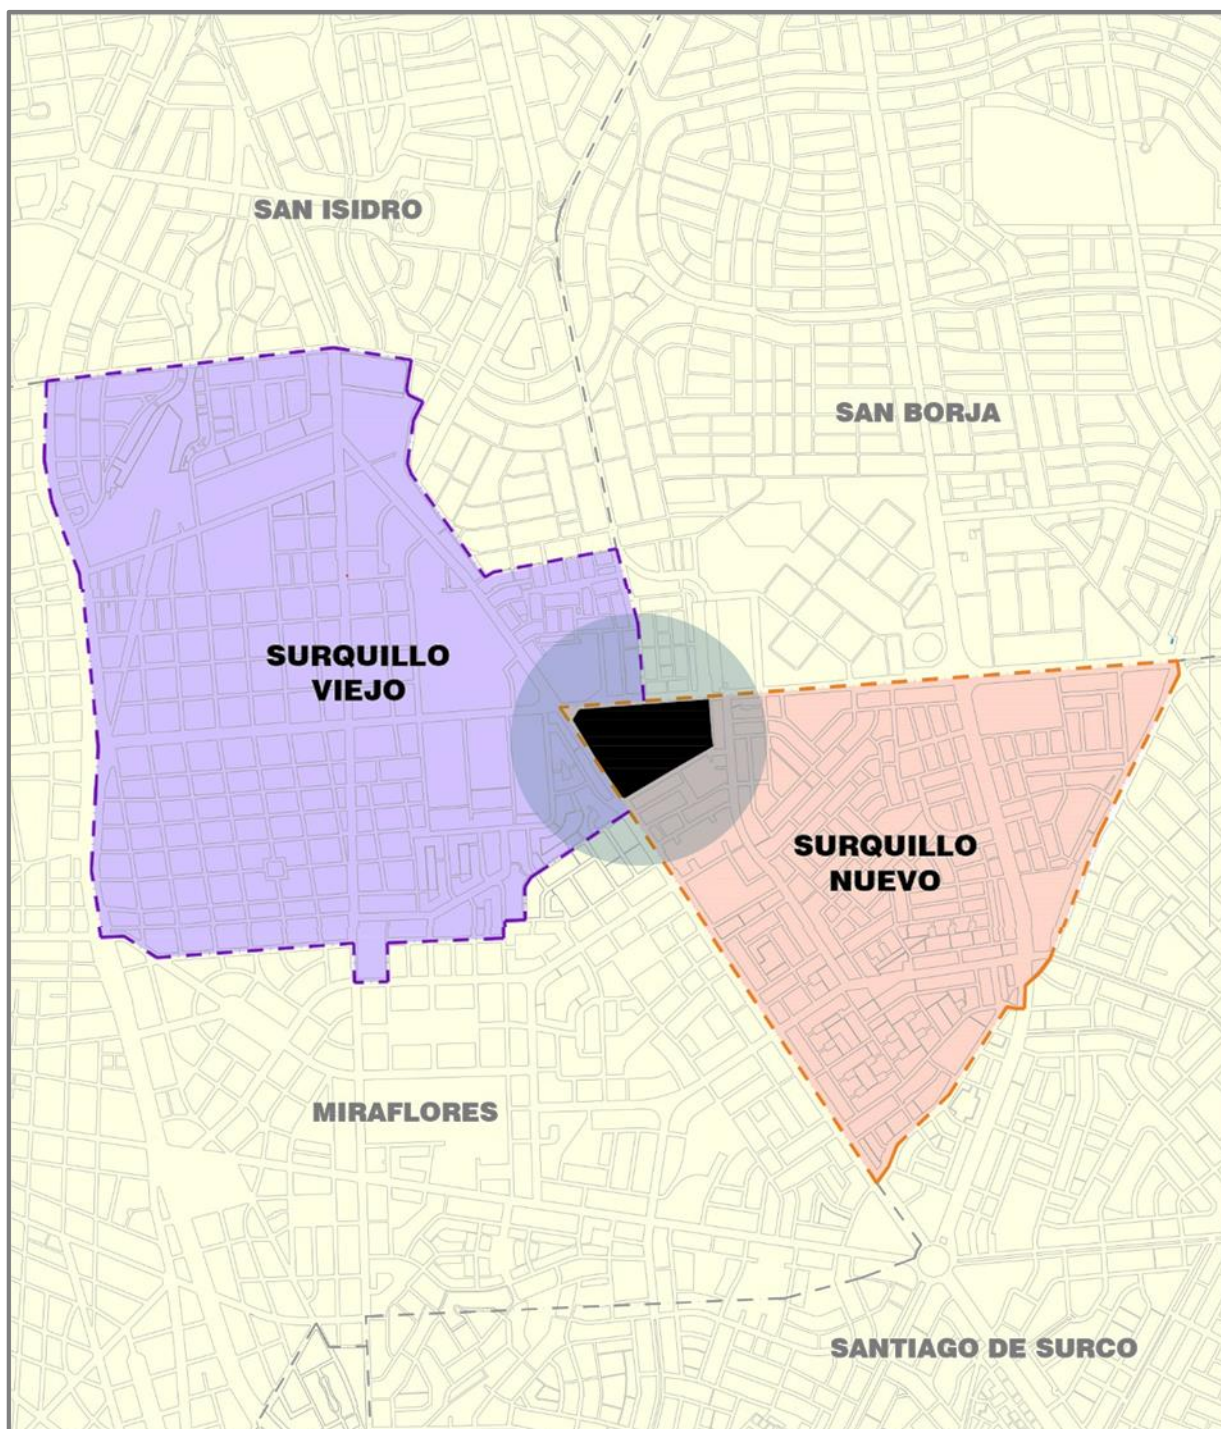 SAN ISIDRO
SAN BORJA
SURQUILLO
VIEJO
SURQUILLO
NUEVO
MIRAFLORES
SANTIAGO DE SURCO